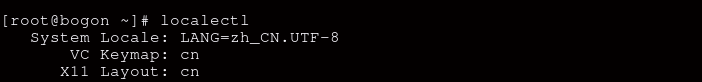 [root@bogon ~]# localectl
System Locale: LANG=zh_CN.UTF-8
VC Keymap: cn
X11 Layout: cn